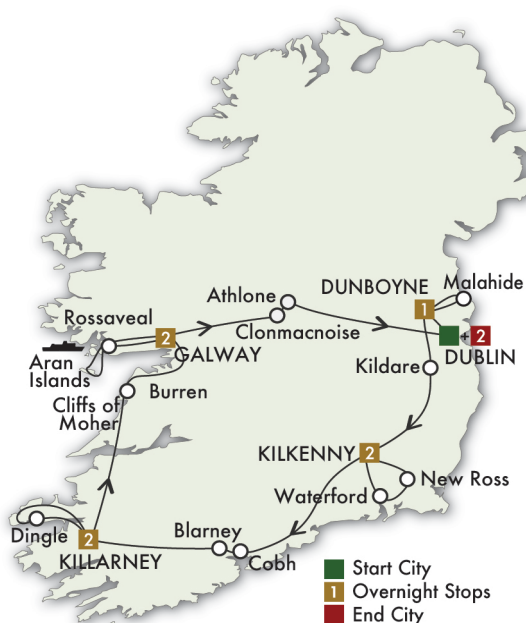 Malahide
DUNBOYNE
1
Athlone
Rossaveal
2
Clonmacnoise
+ 2
GALWAY
DUBLIN
Aran
Islands
Kildare
Burren
Cliffs of
Moher
KILKENNY 2
New Ross
Waterford
Dingle
2
Blarney
KILLARNEY
Cobh
Start City
1 Overnight Stops
End City